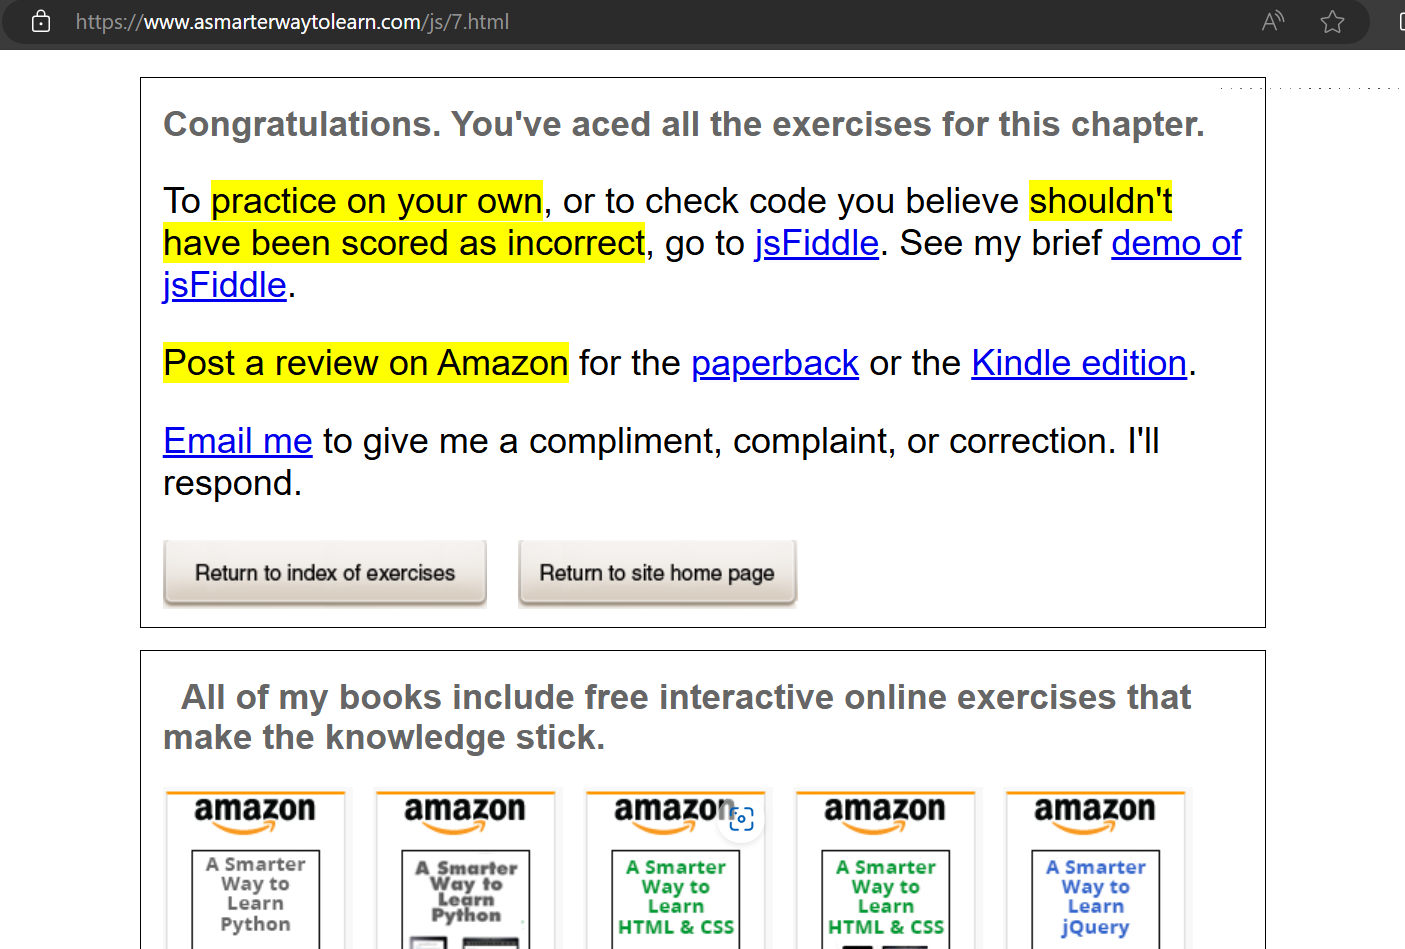 https://www.asmarterwaytolearn.com/js/7.html
Congratulations. You've aced all the exercises for this chapter.
To practice on your own, or to check code you believe shouldn't
have been scored as incorrect, go to jsFiddle. See my brief demo of
jsFiddle.
Post a review on Amazon for the paperback or the Kindle edition.
Email me to give me a compliment, complaint, or correction. I'll
respond.
Return to index of exercises
Return to site home page
All of my books include free interactive online exercises that
make the knowledge stick.
amazon
A Smarter
Way to
Learn
Python
amazon
A Smarter
Way to
Learn
Python
amazon
A Smarter
Way to
Learn
HTML & CSS
amazon
A Smarter
Way to
Learn
HTML & CSS
amazon
A Smarter
Way to
Learn
jQuery